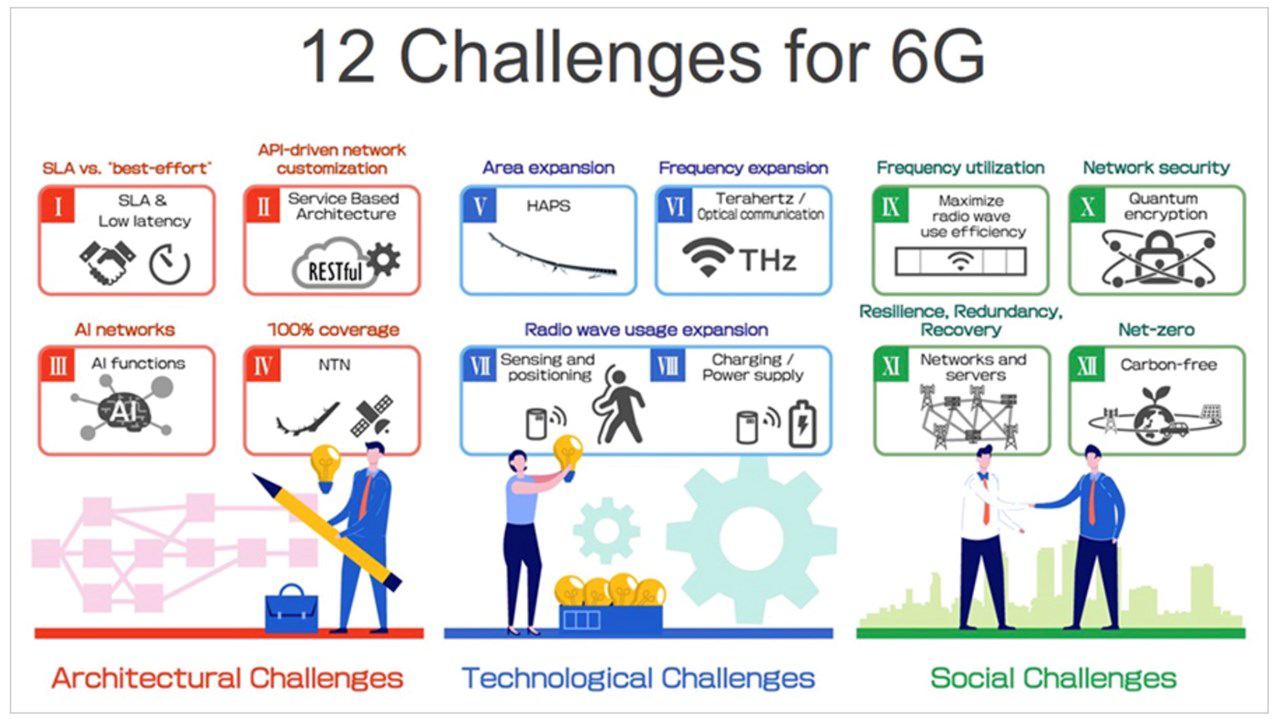 12 Challenges for 6G
SLA vs. "best-effort"
I
SLA &
Low latency
API-driven network
customization
II
Service Based
Architecture
RESTful
AI networks
III
AI functions
AI
100% coverage
IV
NTN
Architectural Challenges
Area expansion
V
HAPS
Frequency expansion
VI
Terahertz /
Optical communication
THz
Radio wave usage expansion
VII
Sensing and
positioning
VIII
Charging /
Power supply
Technological Challenges
Frequency utilization
IX
Maximize
radio wave
use efficiency
Network security
X
Quantum
encryption
Resilience, Redundancy,
Recovery
XI
Networks and
servers
Net-zero
XII
Carbon-free
Social Challenges